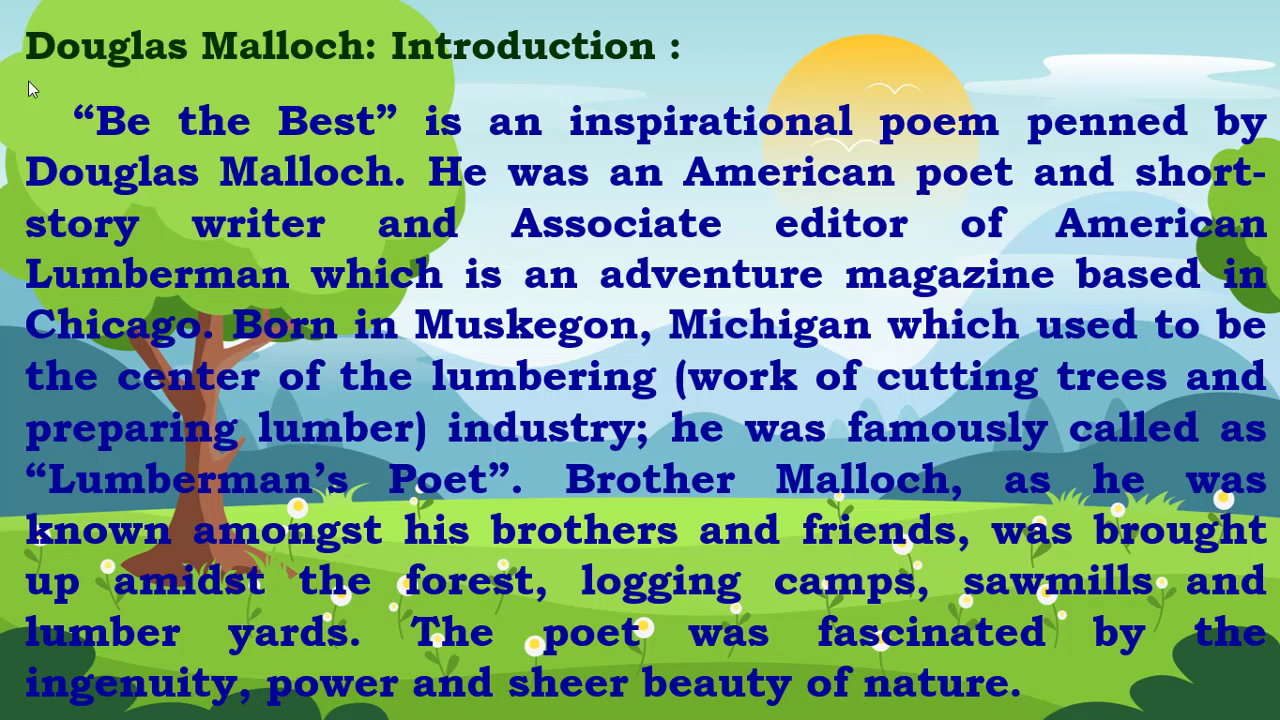 Douglas Malloch: Introduction :
“Be the Best” is an inspirational poem penned by
Douglas Malloch. He was an American poet and short-
story writer and Associate editor of American
Lumberman which is an adventure magazine based in
Chicago. Born in Muskegon, Michigan which used to be
the center of the lumbering (work of cutting trees and
preparing lumber) industry; he was famously called as
“Lumberman’s Poet”. Brother Malloch, as he was
known amongst his brothers and friends, was brought
up amidst the forest, logging camps, sawmills and
lumber yards. The poet was fascinated by the
ingenuity, power and sheer beauty of nature.